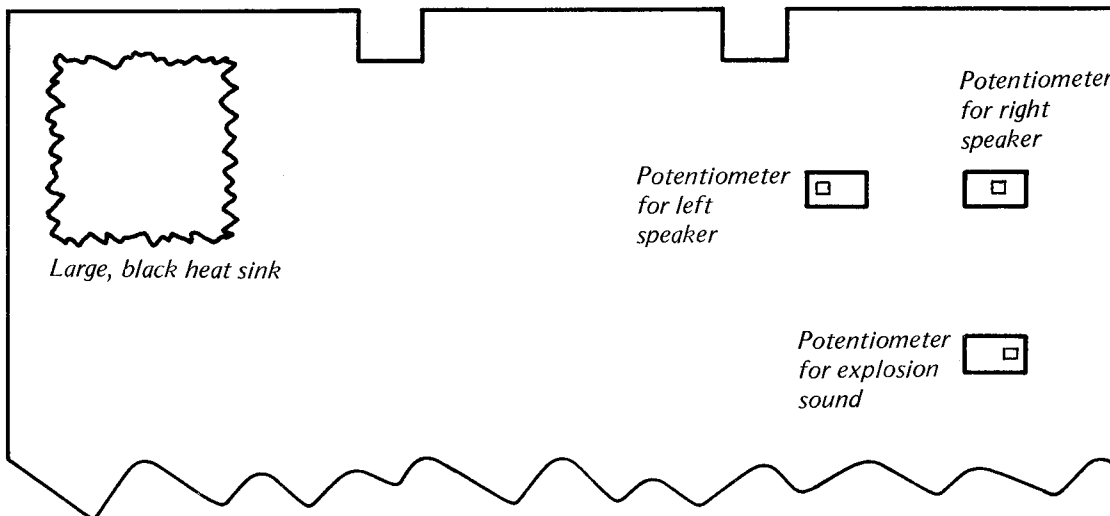 Potentiometer
for right
speaker
Potentiometer
for left
speaker
Large, black heat sink
Potentiometer
for explosion
sound